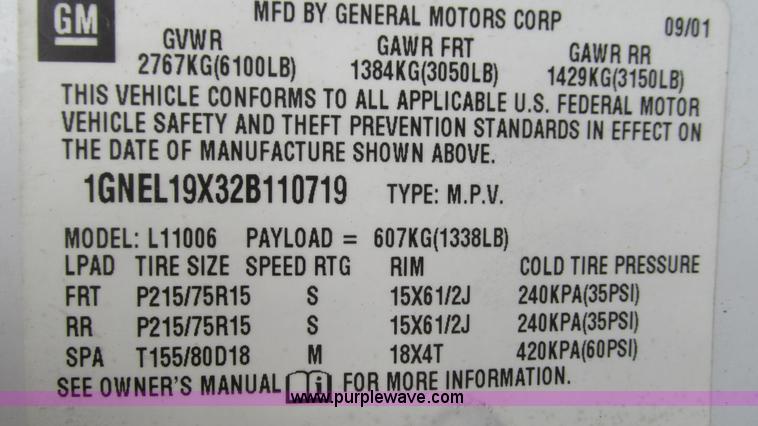 GM
MFD BY GENERAL MOTORS CORP 09/01
GVWR GAWR FRT GAWR RR
2767KG(6100LB) 1384KG(3050LB) 1429KG(3150LB)
THIS VEHICLE CONFORMS TO ALL APPLICABLE U.S. FEDERAL MOTOR
VEHICLE SAFETY AND THEFT PREVENTION STANDARDS IN EFFECT ON
THE DATE OF MANUFACTURE SHOWN ABOVE.
1GNEL19X32B110719 TYPE: M.P.V.
MODEL: L11006 PAYLOAD = 607KG(1338LB)
LPAD TIRE SIZE SPEED RTG RIM COLD TIRE PRESSURE
FRT P215/75R15 S 15X61/2J 240KPA(35PSI)
RR P215/75R15 S 15X61/2J 240KPA(35PSI)
SPA T155/80D18 M 18X4T 420KPA(60PSI)
SEE OWNER'S MANUAL i FOR MORE INFORMATION.
www.purplewave.com